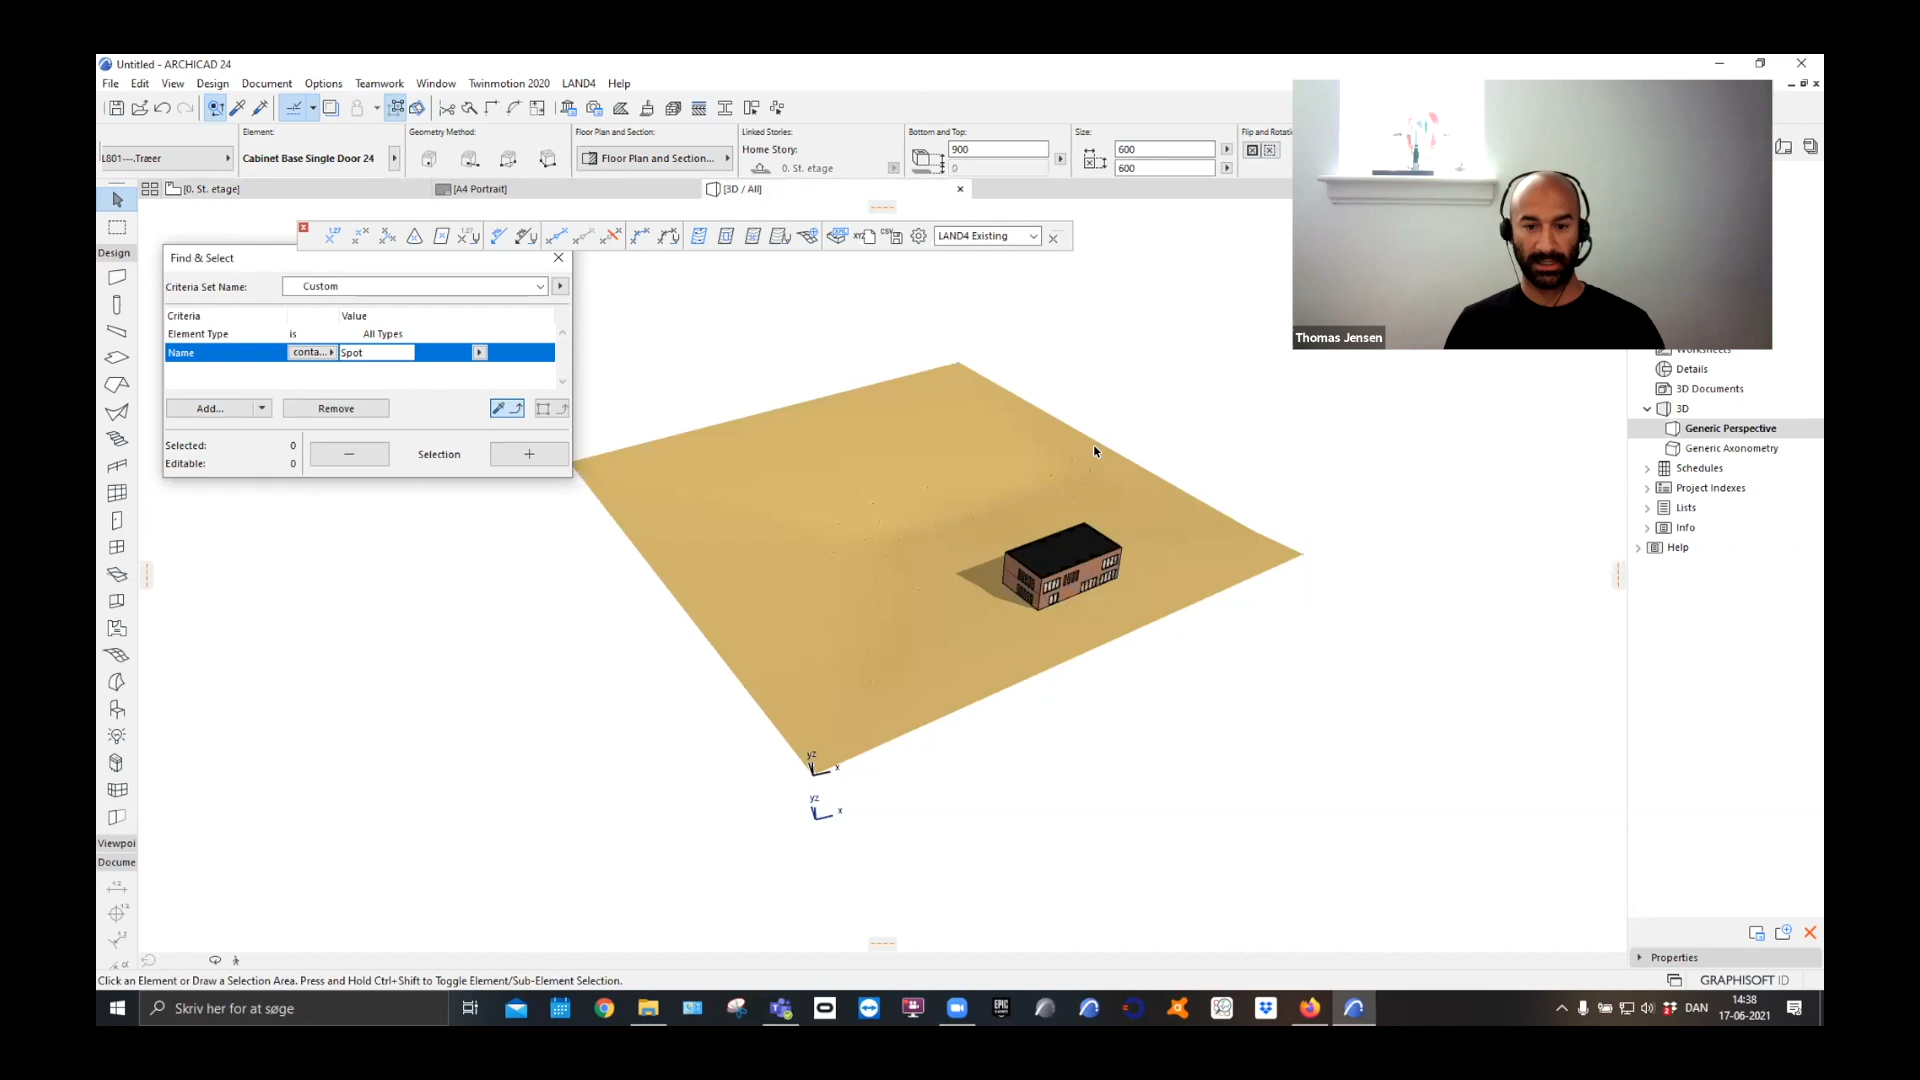 Untitled - ARCHICAD 24
File Edit View Design Document Options Teamwork Window Twinmotion 2020 LAND4 Help
Element: Geometry Method: Floor Plan and Section: Linked Stories: Bottom and Top: Size: Flip and Rotatio
L801----.Træer Cabinet Base Single Door 24 Floor Plan and Section... Home Story: 0. St. etage 900 0 600 600
[0. St. etage] [A4 Portrait] [3D / All]
LAND4 Existing
Design
Find & Select
Criteria Set Name: Custom
Criteria Value
Element Type is All Types
Name conta... Spot
Add... Remove
Selected: 0
Editable: 0
Selection
Thomas Jensen
Worksheets
Details
3D Documents
3D
Generic Perspective
Generic Axonometry
Schedules
Project Indexes
Lists
Info
Help
yz x
yz x
Viewpoi
Docume
Properties
Click an Element or Draw a Selection Area. Press and Hold Ctrl+Shift to Toggle Element/Sub-Element Selection.
GRAPHISOFT ID
Skriv her for at søge
DAN
14:38
17-06-2021